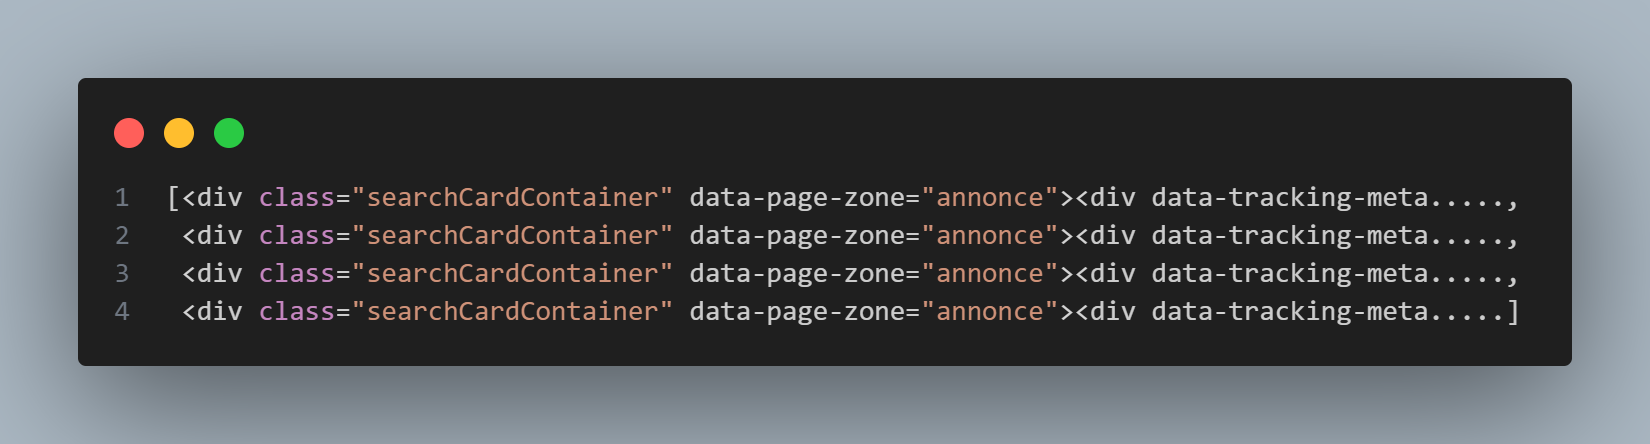 1 [<div class="searchCardContainer" data-page-zone="annonce"><div data-tracking-meta.....,
2 <div class="searchCardContainer" data-page-zone="annonce"><div data-tracking-meta.....,
3 <div class="searchCardContainer" data-page-zone="annonce"><div data-tracking-meta.....,
4 <div class="searchCardContainer" data-page-zone="annonce"><div data-tracking-meta.....]